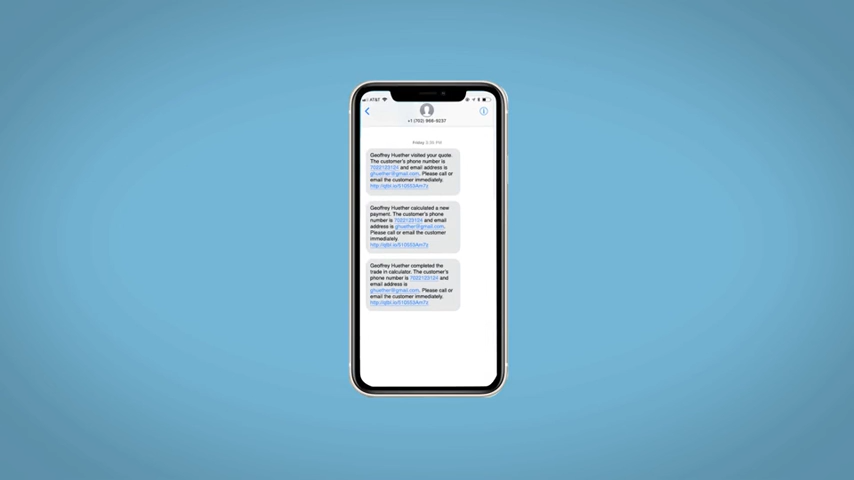 AT&T
+1 (702) 966-9237
Friday 2:35 PM
Geoffrey Huether visited your quote.
The customer's phone number is
7022123124 and email address is
ghuether@gmail.com. Please call or
email the customer immediately.
Geoffrey Huether calculated a new
payment. The customer's phone
number is 7022123124 and email
address is ghuether@gmail.com.
Please call or email the customer
immediately.
Geoffrey Huether completed the
trade in calculator. The customer's
phone number is 7022123124 and
email address is
ghuether@gmail.com. Please call or
email the customer immediately.